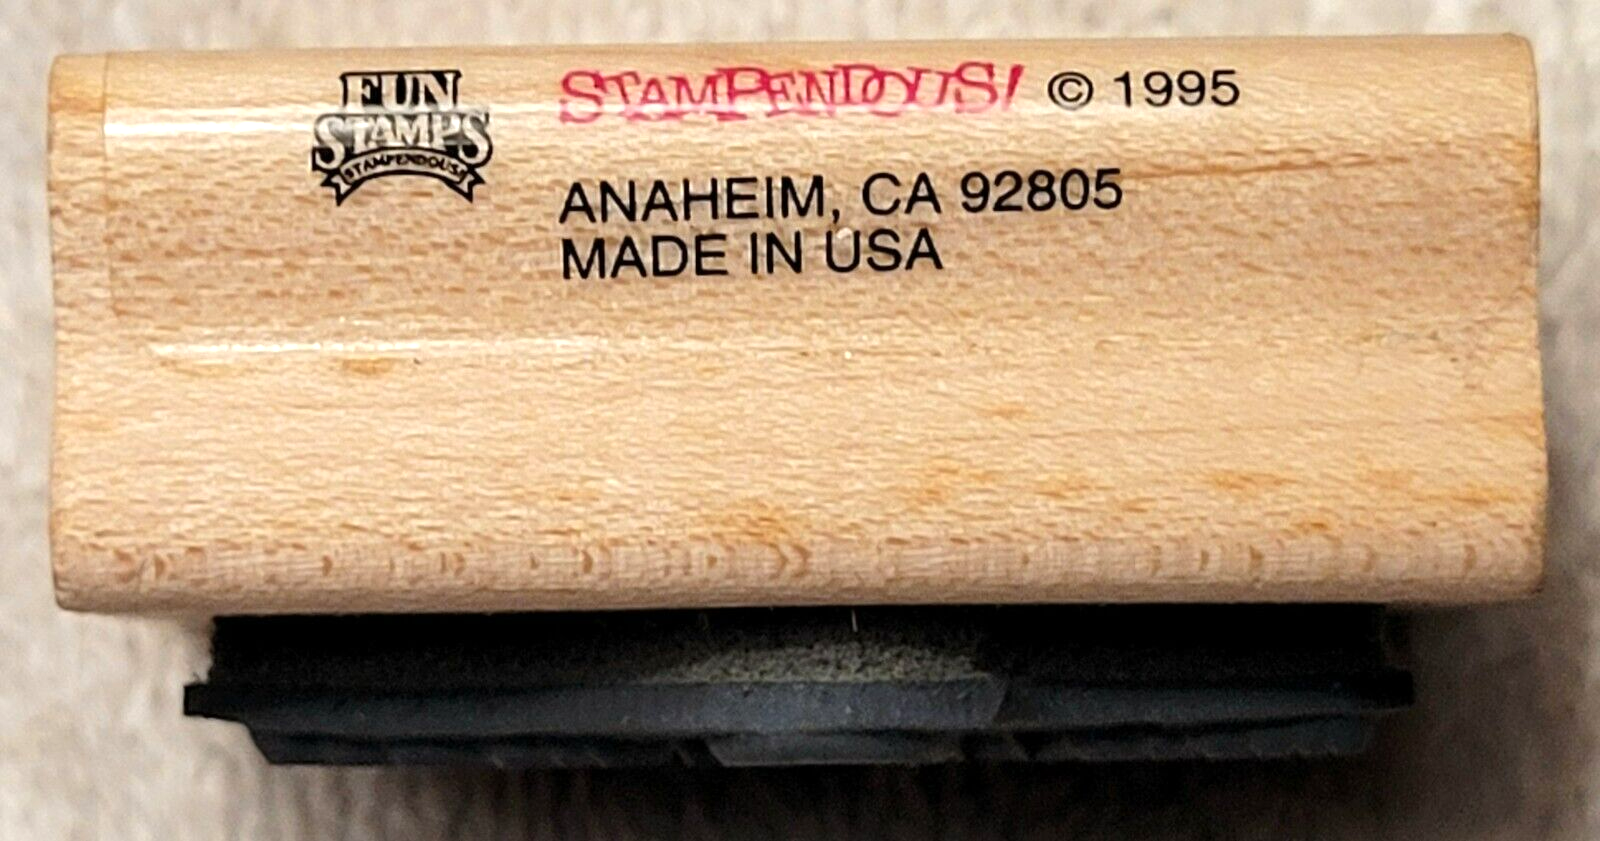 FUN
STAMPS
STAMPENDOUS!
STAMPENDOUS! © 1995
ANAHEIM, CA 92805
MADE IN USA